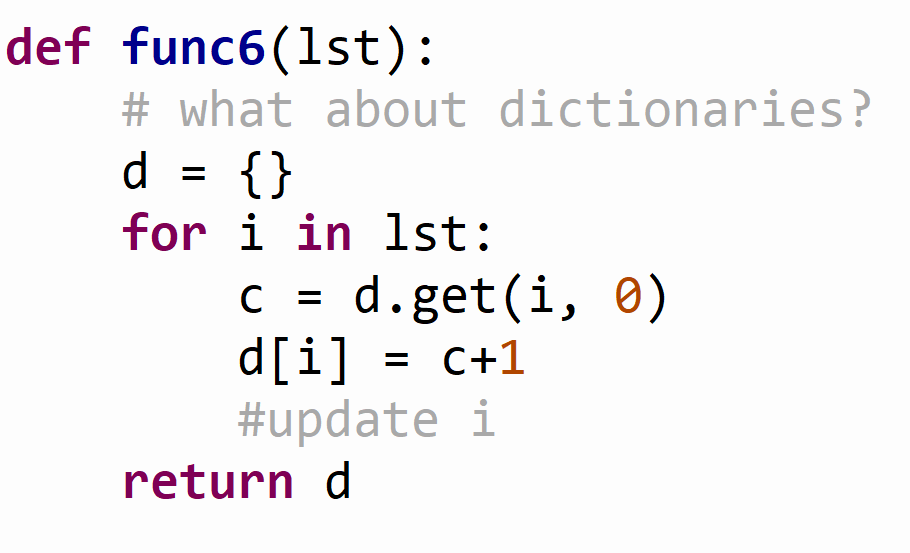 def func6(lst):
    # what about dictionaries?
    d = {}
    for i in lst:
        c = d.get(i, 0)
        d[i] = c+1
        #update i
    return d